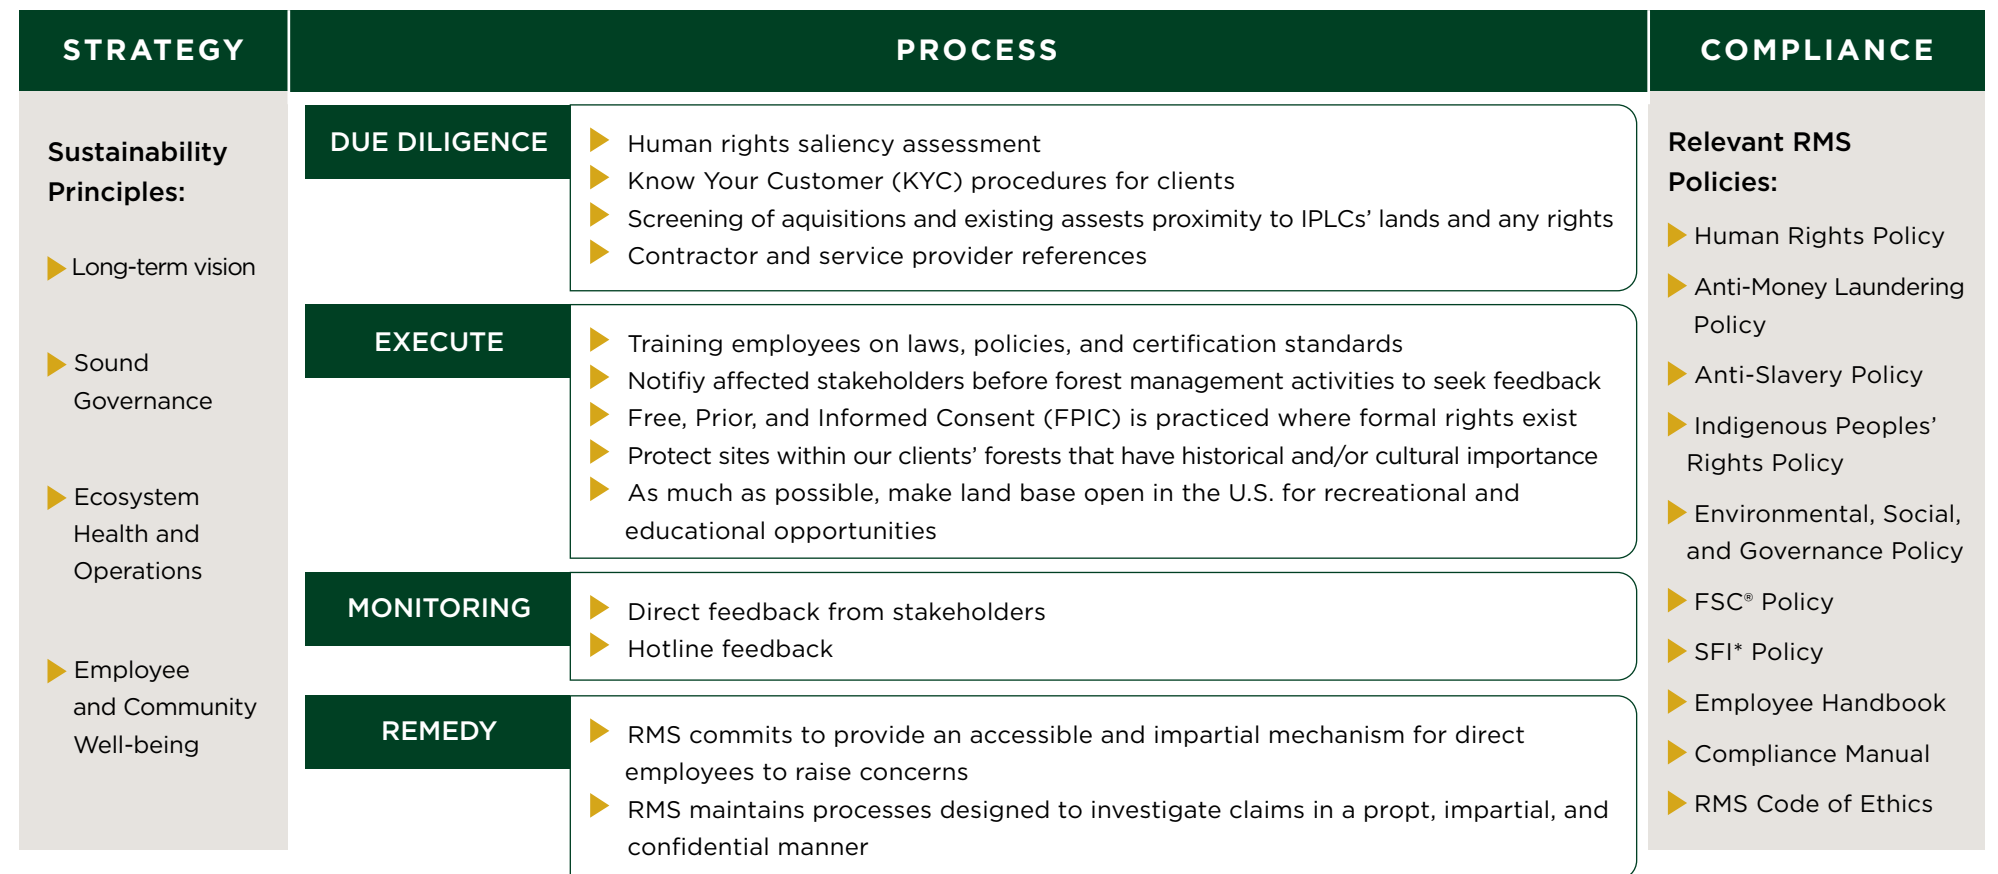 STRATEGY
PROCESS
COMPLIANCE
Sustainability
Principles:
Long-term vision
Sound
Governance
Ecosystem
Health and
Operations
Employee
and Community
Well-being
DUE DILIGENCE
Human rights saliency assessment
Know Your Customer (KYC) procedures for clients
Screening of aquisitions and existing assests proximity to IPLCs’ lands and any rights
Contractor and service provider references
EXECUTE
Training employees on laws, policies, and certification standards
Notifiy affected stakeholders before forest management activities to seek feedback
Free, Prior, and Informed Consent (FPIC) is practiced where formal rights exist
Protect sites within our clients’ forests that have historical and/or cultural importance
As much as possible, make land base open in the U.S. for recreational and
educational opportunities
MONITORING
Direct feedback from stakeholders
Hotline feedback
REMEDY
RMS commits to provide an accessible and impartial mechanism for direct
employees to raise concerns
RMS maintains processes designed to investigate claims in a propt, impartial, and
confidential manner
Relevant RMS
Policies:
Human Rights Policy
Anti-Money Laundering
Policy
Anti-Slavery Policy
Indigenous Peoples’
Rights Policy
Environmental, Social,
and Governance Policy
FSC® Policy
SFI* Policy
Employee Handbook
Compliance Manual
RMS Code of Ethics